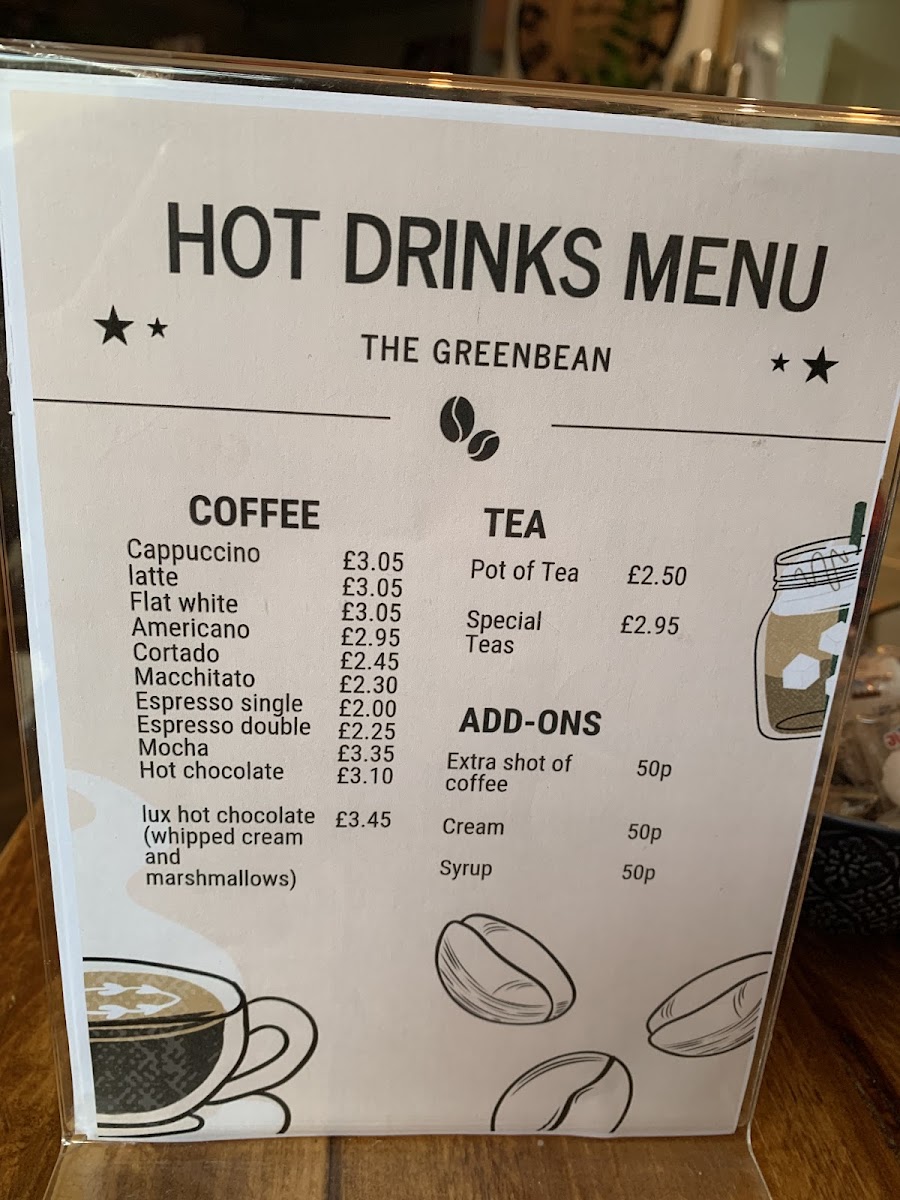 HOT DRINKS MENU
THE GREENBEAN
COFFEE
Cappuccino £3.05
latte £3.05
Flat white £3.05
Americano £2.95
Cortado £2.45
Macchitato £2.30
Espresso single £2.00
Espresso double £2.25
Mocha £3.35
Hot chocolate £3.10
lux hot chocolate £3.45
(whipped cream
and
marshmallows)
TEA
Pot of Tea £2.50
Special £2.95
Teas
ADD-ONS
Extra shot of 50p
coffee
Cream 50p
Syrup 50p